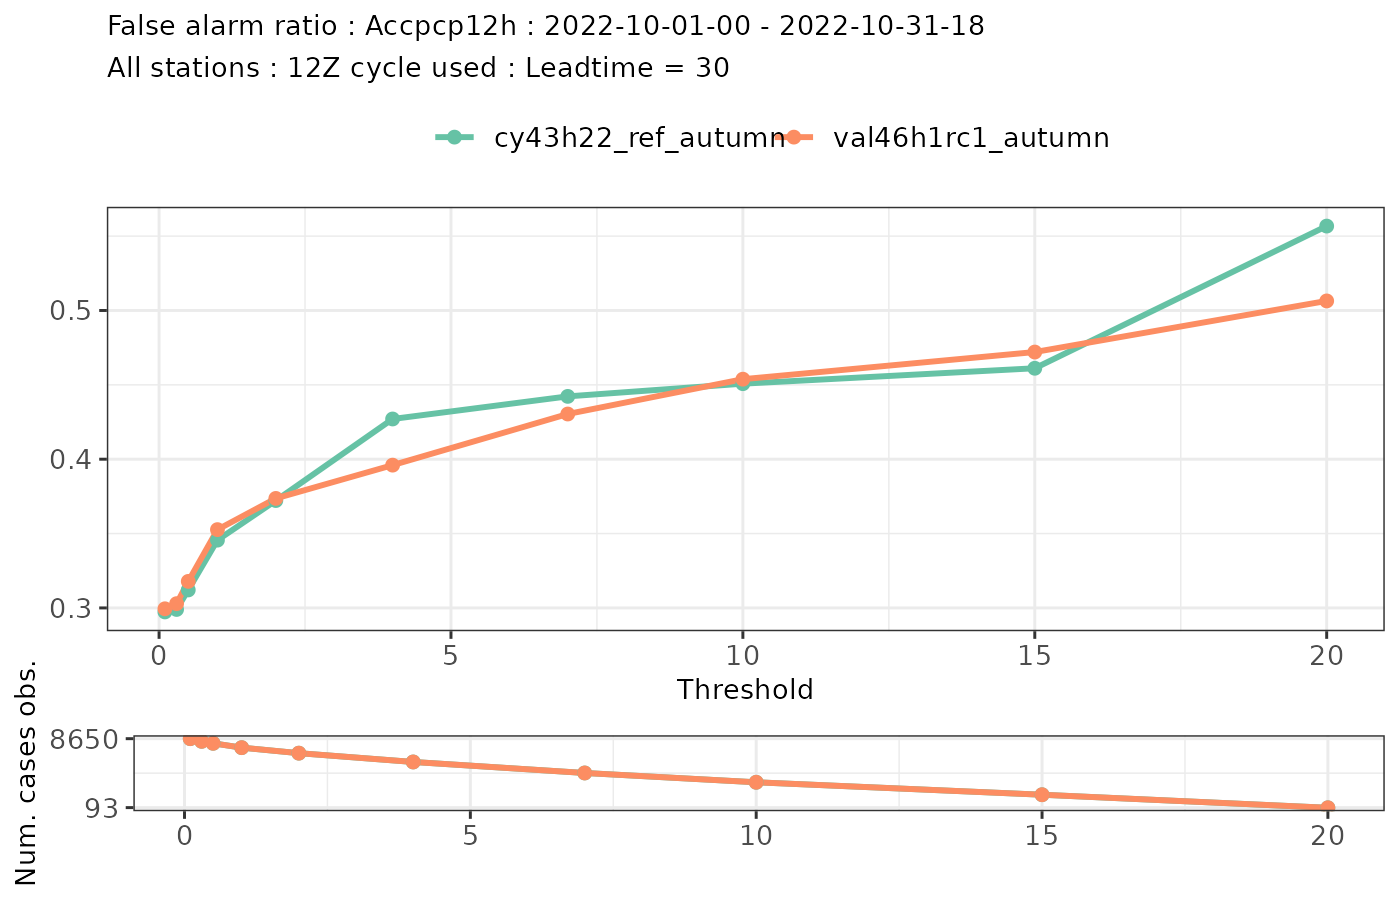 False alarm ratio : Accpcp12h : 2022-10-01-00 - 2022-10-31-18
All stations : 12Z cycle used : Leadtime = 30
cy43h22_ref_autumn val46h1rc1_autumn
0.5
0.4
0.3
0 5 10 15 20
Threshold
Num. cases obs.
8650
93
0 5 10 15 20